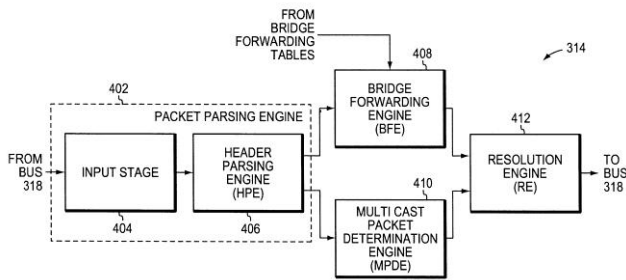 FROM
BRIDGE
FORWARDING
TABLES
408
314
402
PACKET PARSING ENGINE
BRIDGE
FORWARDING
ENGINE
(BFE)
412
FROM
BUS
318
INPUT STAGE
HEADER
PARSING
ENGINE
(HPE)
RESOLUTION
ENGINE
(RE)
TO
BUS
318
404
406
410
MULTI CAST
PACKET
DETERMINATION
ENGINE
(MPDE)